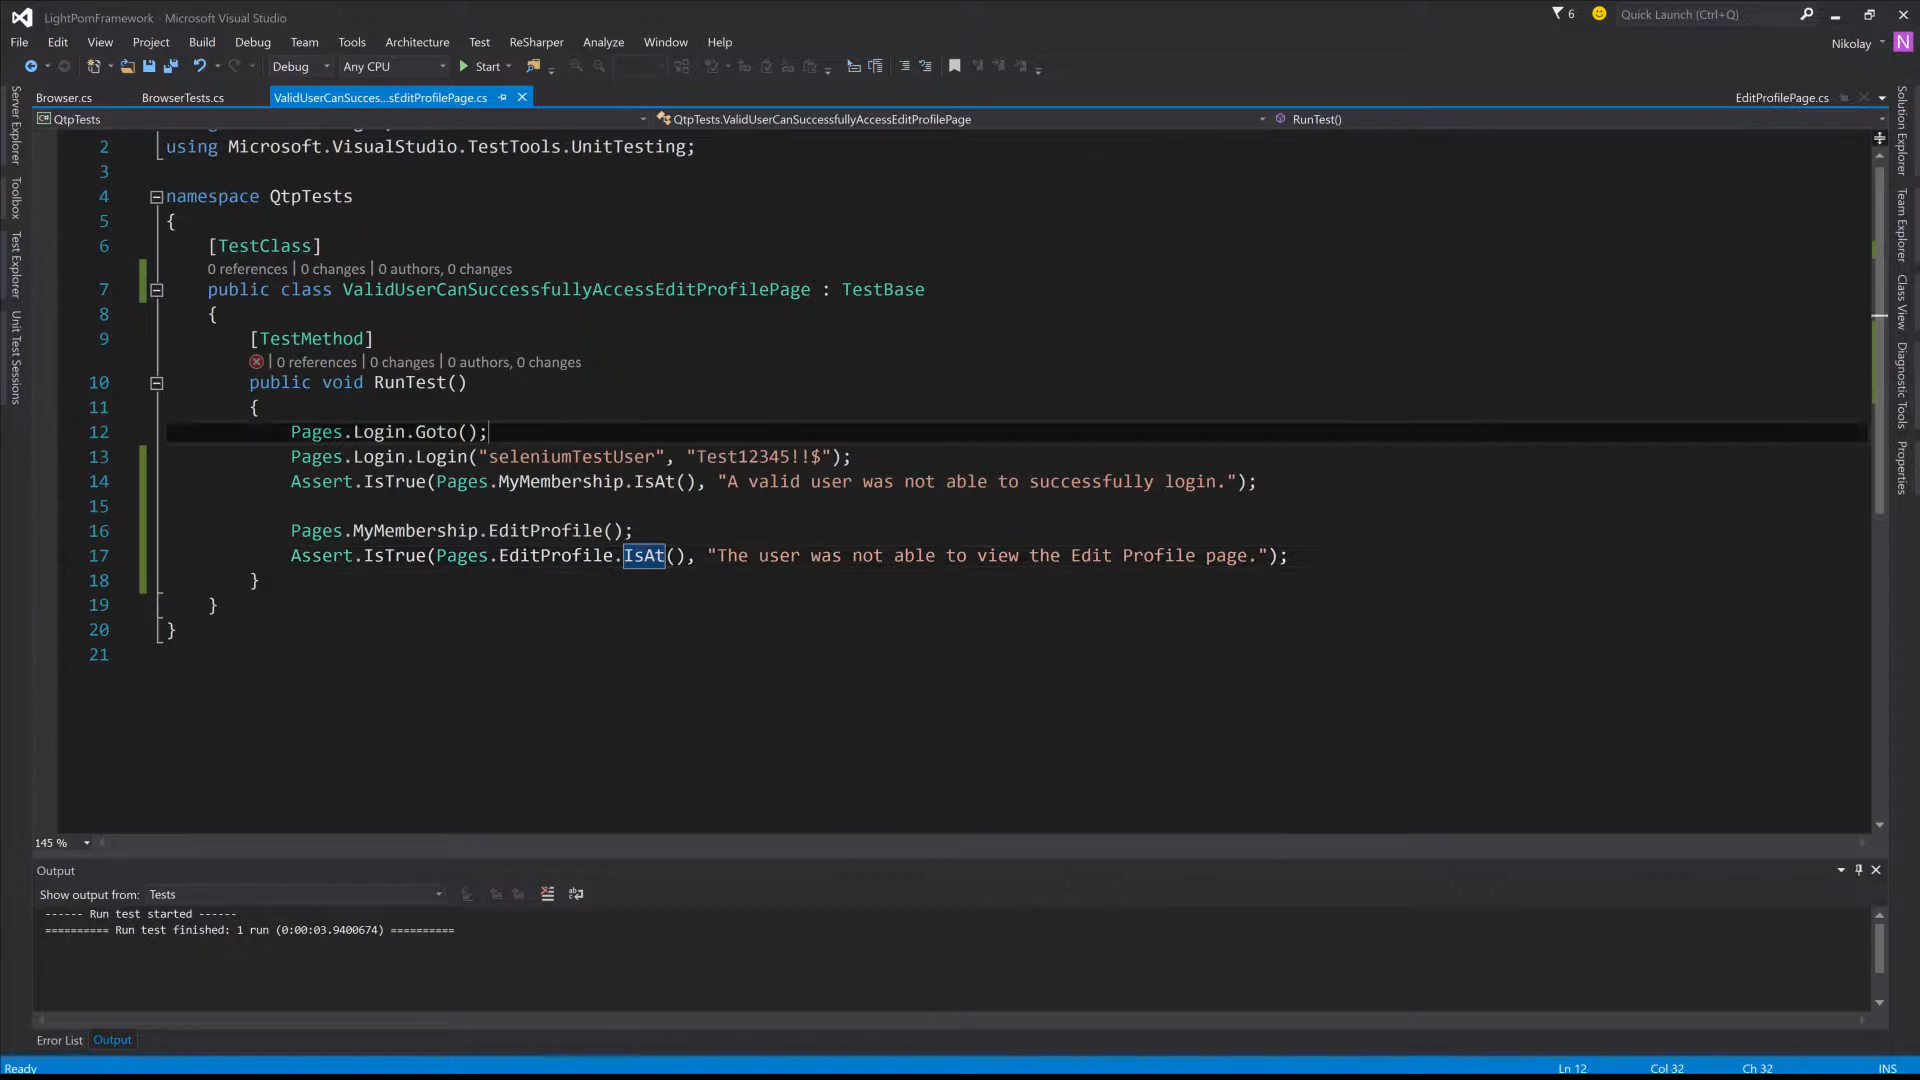 LightPomFramework - Microsoft Visual Studio
6
Quick Launch (Ctrl+Q)
File Edit View Project Build Debug Team Tools Architecture Test ReSharper Analyze Window Help
Nikolay
N
Debug Any CPU Start
Browser.cs BrowserTests.cs ValidUserCanSucces...sEditProfilePage.cs EditProfilePage.cs
QtpTests QtpTests.ValidUserCanSuccessfullyAccessEditProfilePage RunTest()
2 using Microsoft.VisualStudio.TestTools.UnitTesting;
3
4 namespace QtpTests
5 {
6 [TestClass]
0 references | 0 changes | 0 authors, 0 changes
7 public class ValidUserCanSuccessfullyAccessEditProfilePage : TestBase
8 {
9 [TestMethod]
| 0 references | 0 changes | 0 authors, 0 changes
10 public void RunTest()
11 {
12 Pages.Login.Goto();
13 Pages.Login.Login("seleniumTestUser", "Test12345!!$");
14 Assert.IsTrue(Pages.MyMembership.IsAt(), "A valid user was not able to successfully login.");
15
16 Pages.MyMembership.EditProfile();
17 Assert.IsTrue(Pages.EditProfile.IsAt(), "The user was not able to view the Edit Profile page.");
18 }
19 }
20 }
21
Server Explorer
Toolbox
Test Explorer
Unit Test Sessions
Solution Explorer
Team Explorer
Class View
Diagnostic Tools
Properties
145 %
Output
Show output from: Tests
------ Run test started ------
========== Run test finished: 1 run (0:00:03.9400674) ==========
Error List Output
Ready Ln 12 Col 32 Ch 32 INS